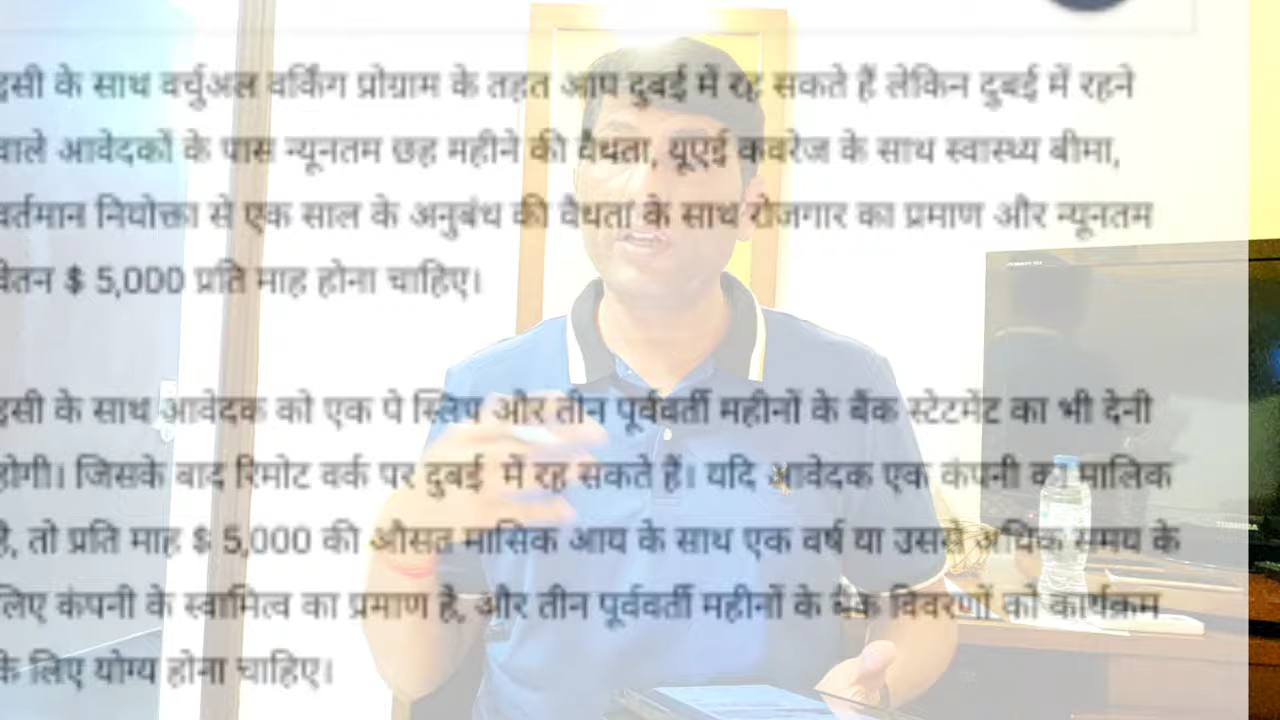 इसी के साथ वर्चुअल वर्किंग प्रोग्राम के तहत आप दुबई में रह सकते हैं लेकिन दुबई में रहने
वाले आवेदकों के पास न्यूनतम छह महीने की वैधता, यूएई कवरेज के साथ स्वास्थ्य बीमा,
वर्तमान नियोक्ता से एक साल के अनुबंध की वैधता के साथ रोजगार का प्रमाण और न्यूनतम
वेतन $ 5,000 प्रति माह होना चाहिए।
इसी के साथ आवेदक को एक पे स्लिप और तीन पूर्ववर्ती महीनों के बैंक स्टेटमेंट का भी देनी
होगी। जिसके बाद रिमोट वर्क पर दुबई में रह सकते हैं। यदि आवेदक एक कंपनी का मालिक
है, तो प्रति माह $ 5,000 की औसत मासिक आय के साथ एक वर्ष या उससे अधिक समय के
लिए कंपनी के स्वामित्व का प्रमाण है, और तीन पूर्ववर्ती महीनों के बैंक विवरणों को कार्यक्रम
के लिए योग्य होना चाहिए।
TOSHIBA